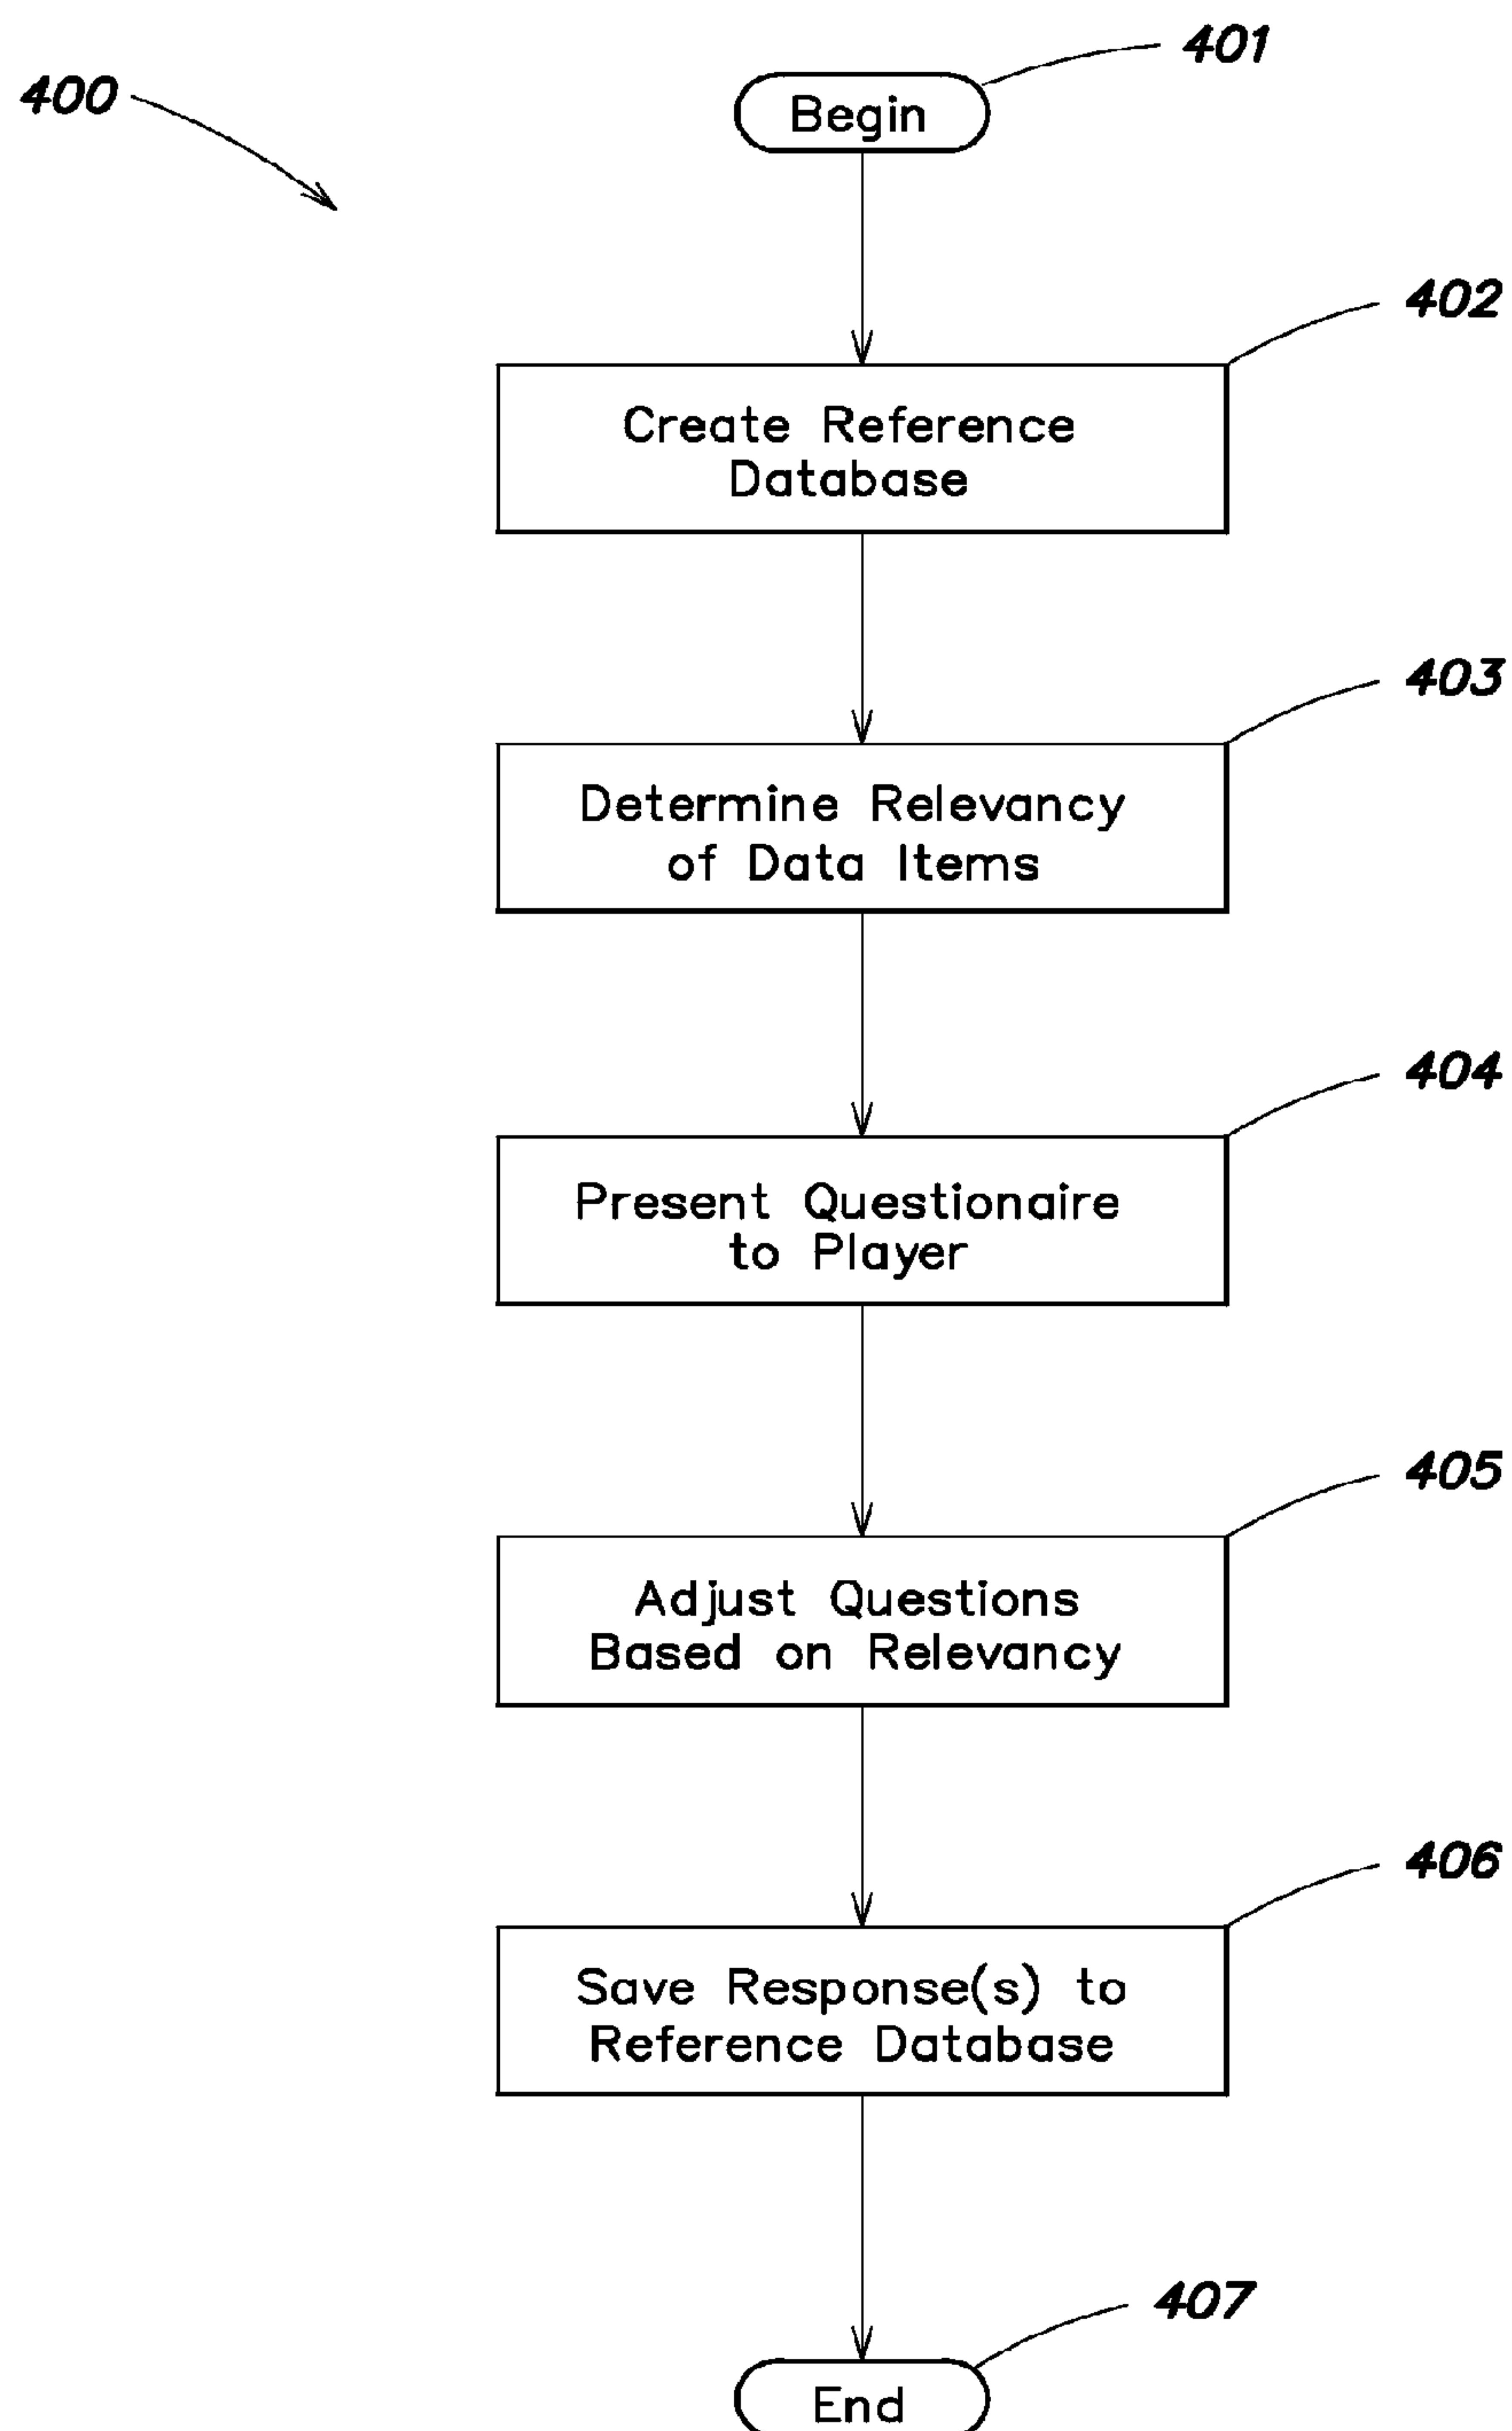 401
400
Begin
402
Create Reference
Database
403
Determine Relevancy
of Data Items
404
Present Questionaire
to Player
405
Adjust Questions
Based on Relevancy
406
Save Response(s) to
Reference Database
407
End